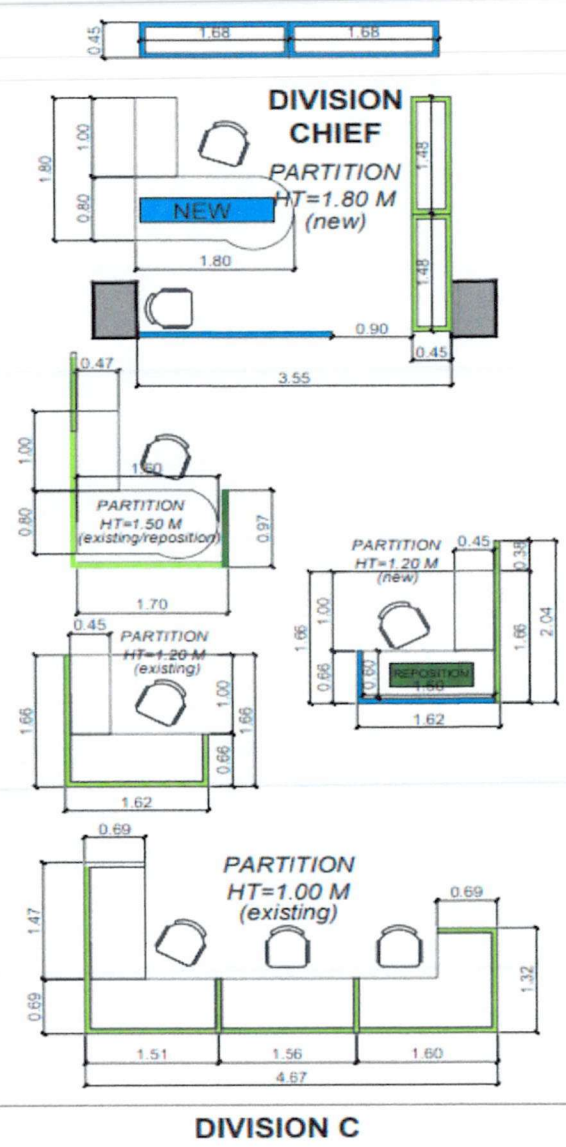 0.45
1.68
1.68
DIVISION
CHIEF
PARTITION
HT=1.80 M
(new)
1.80
1.00
0.80
NEW
1.80
1.48
1.48
0.90
0.45
3.55
0.47
1.00
0.80
1.60
PARTITION
HT=1.50 M
(existing/reposition)
0.97
1.70
PARTITION
HT=1.20 M
(new)
0.45
0.38
1.66
1.00
0.66
0.60
REPOSITION
1.50
1.66
2.04
1.62
0.45
PARTITION
HT=1.20 M
(existing)
1.66
1.00
0.66
1.66
1.62
0.69
PARTITION
HT=1.00 M
(existing)
0.69
1.47
0.69
1.32
1.51
1.56
1.60
4.67
DIVISION C